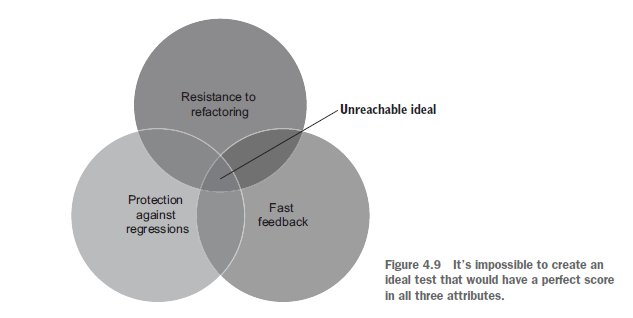 Resistance to
refactoring
Unreachable ideal
Protection
against
regressions
Fast
feedback
Figure 4.9 It’s impossible to create an
ideal test that would have a perfect score
in all three attributes.